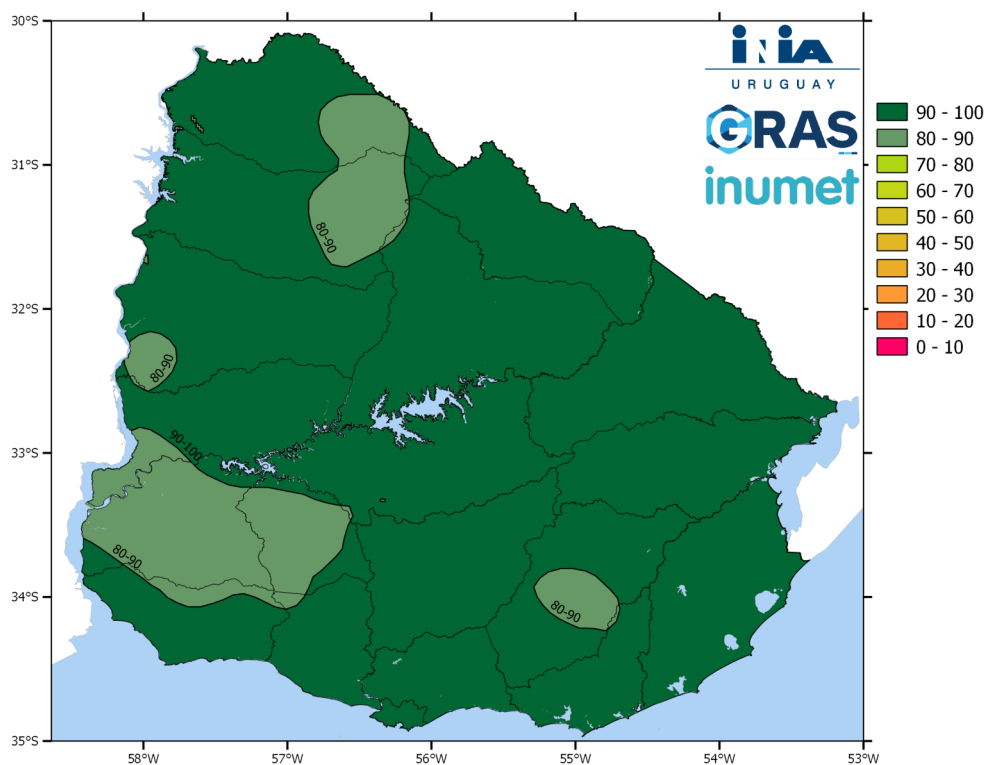 30°S
31°S
32°S
33°S
34°S
35°S
58°W
57°W
56°W
55°W
54°W
53°W
80-90
80-90
90-100
80-90
80-90
INIA
URUGUAY
GRAS
inumet
90 - 100
80 - 90
70 - 80
60 - 70
50 - 60
40 - 50
30 - 40
20 - 30
10 - 20
0 - 10